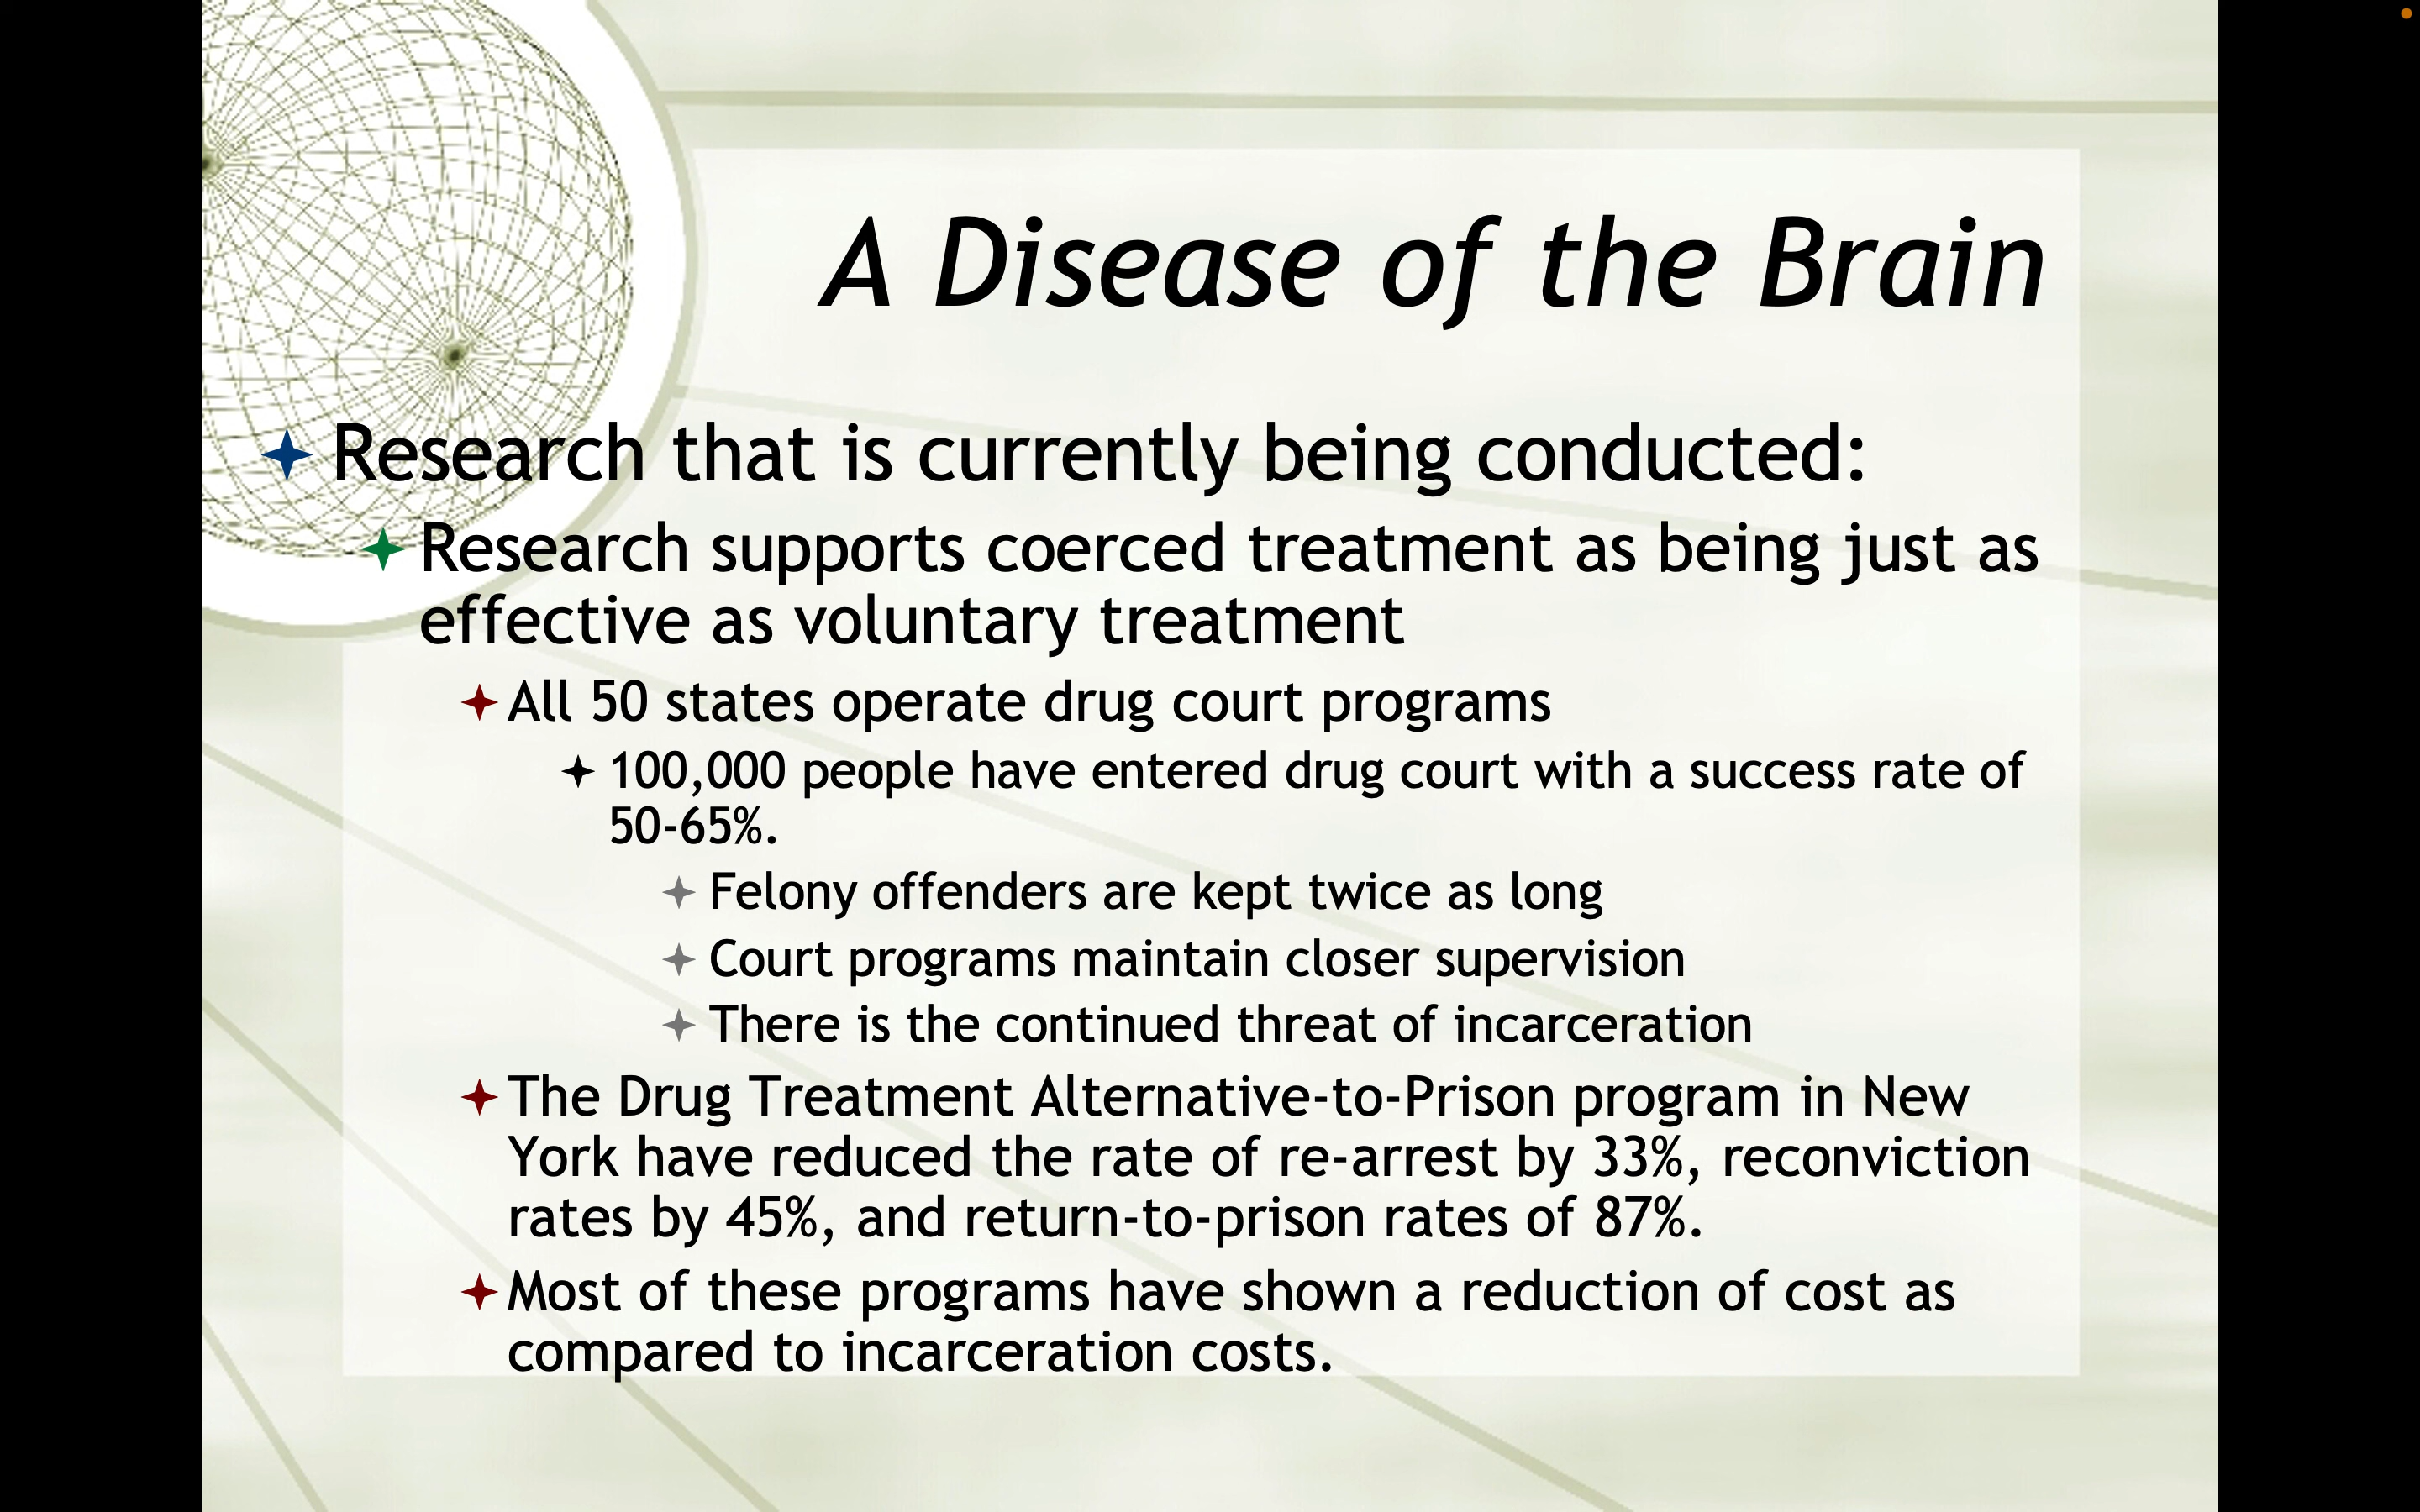 A Disease of the Brain
Research that is currently being conducted:
Research supports coerced treatment as being just as
effective as voluntary treatment
All 50 states operate drug court programs
100,000 people have entered drug court with a success rate of
50-65%.
Felony offenders are kept twice as long
Court programs maintain closer supervision
There is the continued threat of incarceration
The Drug Treatment Alternative-to-Prison program in New
York have reduced the rate of re-arrest by 33%, reconviction
rates by 45%, and return-to-prison rates of 87%.
Most of these programs have shown a reduction of cost as
compared to incarceration costs.